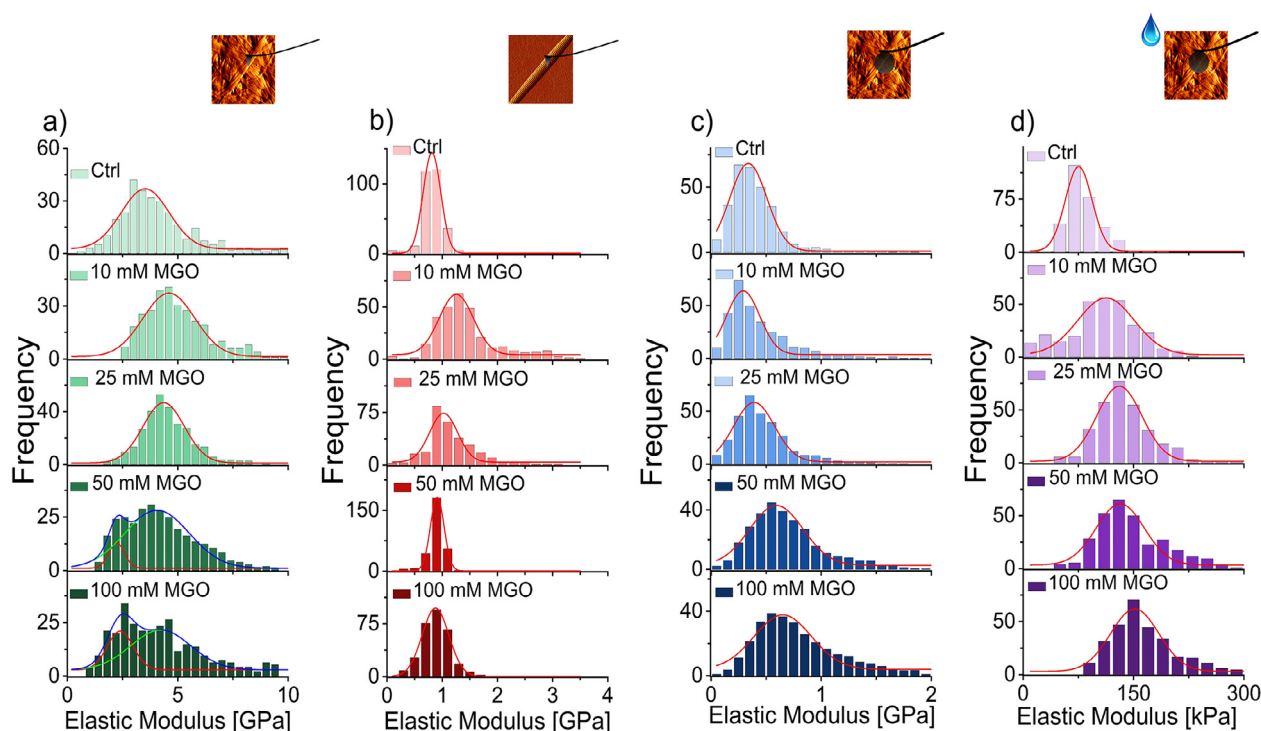 a)
b)
c)
d)
Frequency
60
30
0
Ctrl
30
0
10 mM MGO
40
0
25 mM MGO
25
0
50 mM MGO
25
0
100 mM MGO
0 5 10
Elastic Modulus [GPa]
100
0
Ctrl
50
0
10 mM MGO
75
0
25 mM MGO
150
0
50 mM MGO
75
0
100 mM MGO
0 1 2 3 4
Elastic Modulus [GPa]
Frequency
50
0
Ctrl
50
0
10 mM MGO
50
0
25 mM MGO
40
0
50 mM MGO
40
0
100 mM MGO
0 1 2
Elastic Modulus [GPa]
Frequency
75
0
Ctrl
50
0
10 mM MGO
50
0
25 mM MGO
50
0
50 mM MGO
50
0
100 mM MGO
0 150 300
Elastic Modulus [kPa]